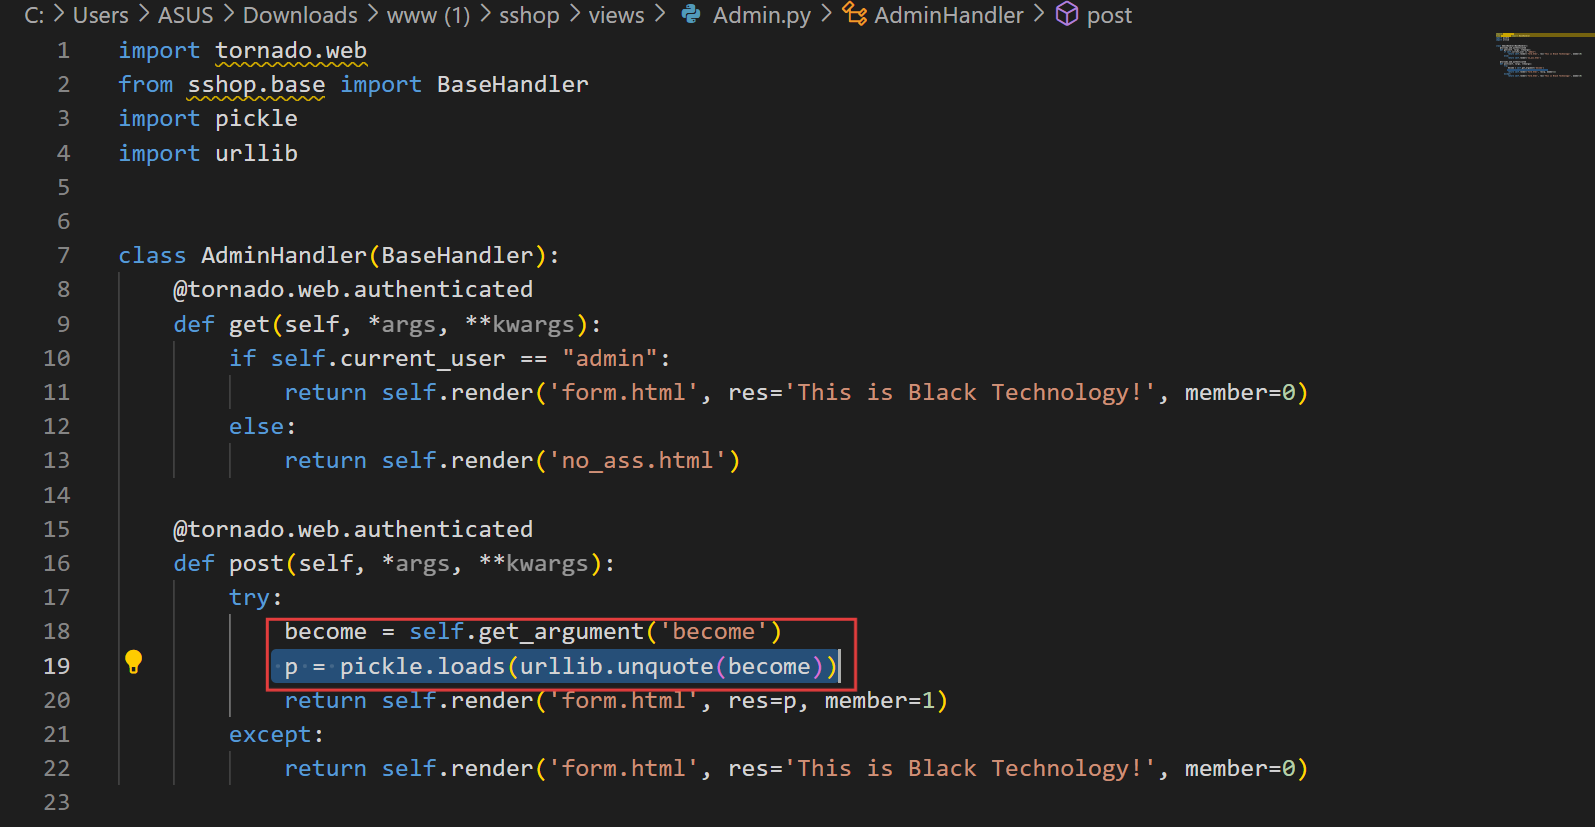 C: > Users > ASUS > Downloads > www (1) > sshop > views > Admin.py > AdminHandler > post
1 import tornado.web
2 from sshop.base import BaseHandler
3 import pickle
4 import urllib
5
6
7 class AdminHandler(BaseHandler):
8 @tornado.web.authenticated
9 def get(self, *args, **kwargs):
10 if self.current_user == "admin":
11 return self.render('form.html', res='This is Black Technology!', member=0)
12 else:
13 return self.render('no_ass.html')
14
15 @tornado.web.authenticated
16 def post(self, *args, **kwargs):
17 try:
18 become = self.get_argument('become')
19 p = pickle.loads(urllib.unquote(become))
20 return self.render('form.html', res=p, member=1)
21 except:
22 return self.render('form.html', res='This is Black Technology!', member=0)
23